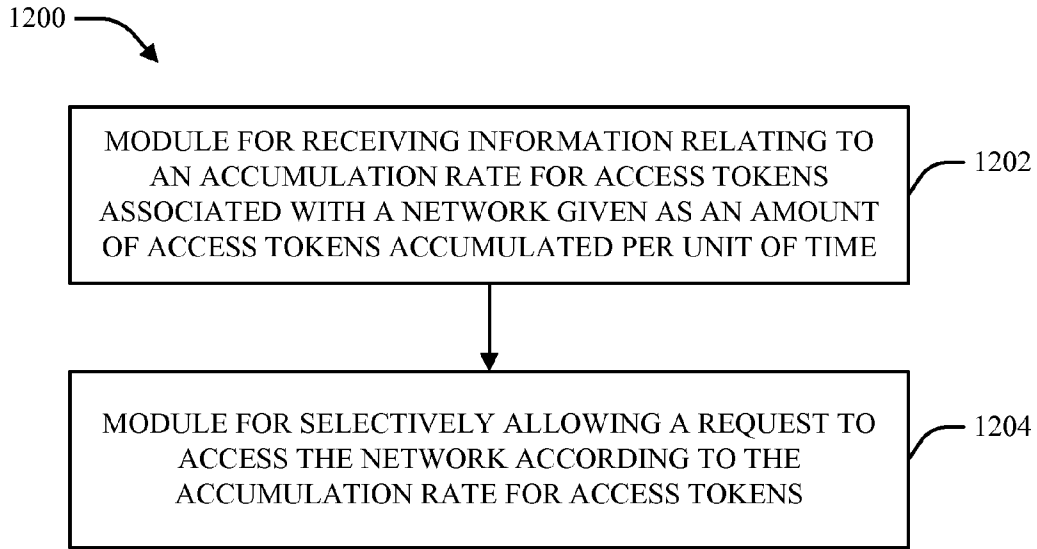 1200
MODULE FOR RECEIVING INFORMATION RELATING TO
AN ACCUMULATION RATE FOR ACCESS TOKENS
ASSOCIATED WITH A NETWORK GIVEN AS AN AMOUNT
OF ACCESS TOKENS ACCUMULATED PER UNIT OF TIME
1202
MODULE FOR SELECTIVELY ALLOWING A REQUEST TO
ACCESS THE NETWORK ACCORDING TO THE
ACCUMULATION RATE FOR ACCESS TOKENS
1204